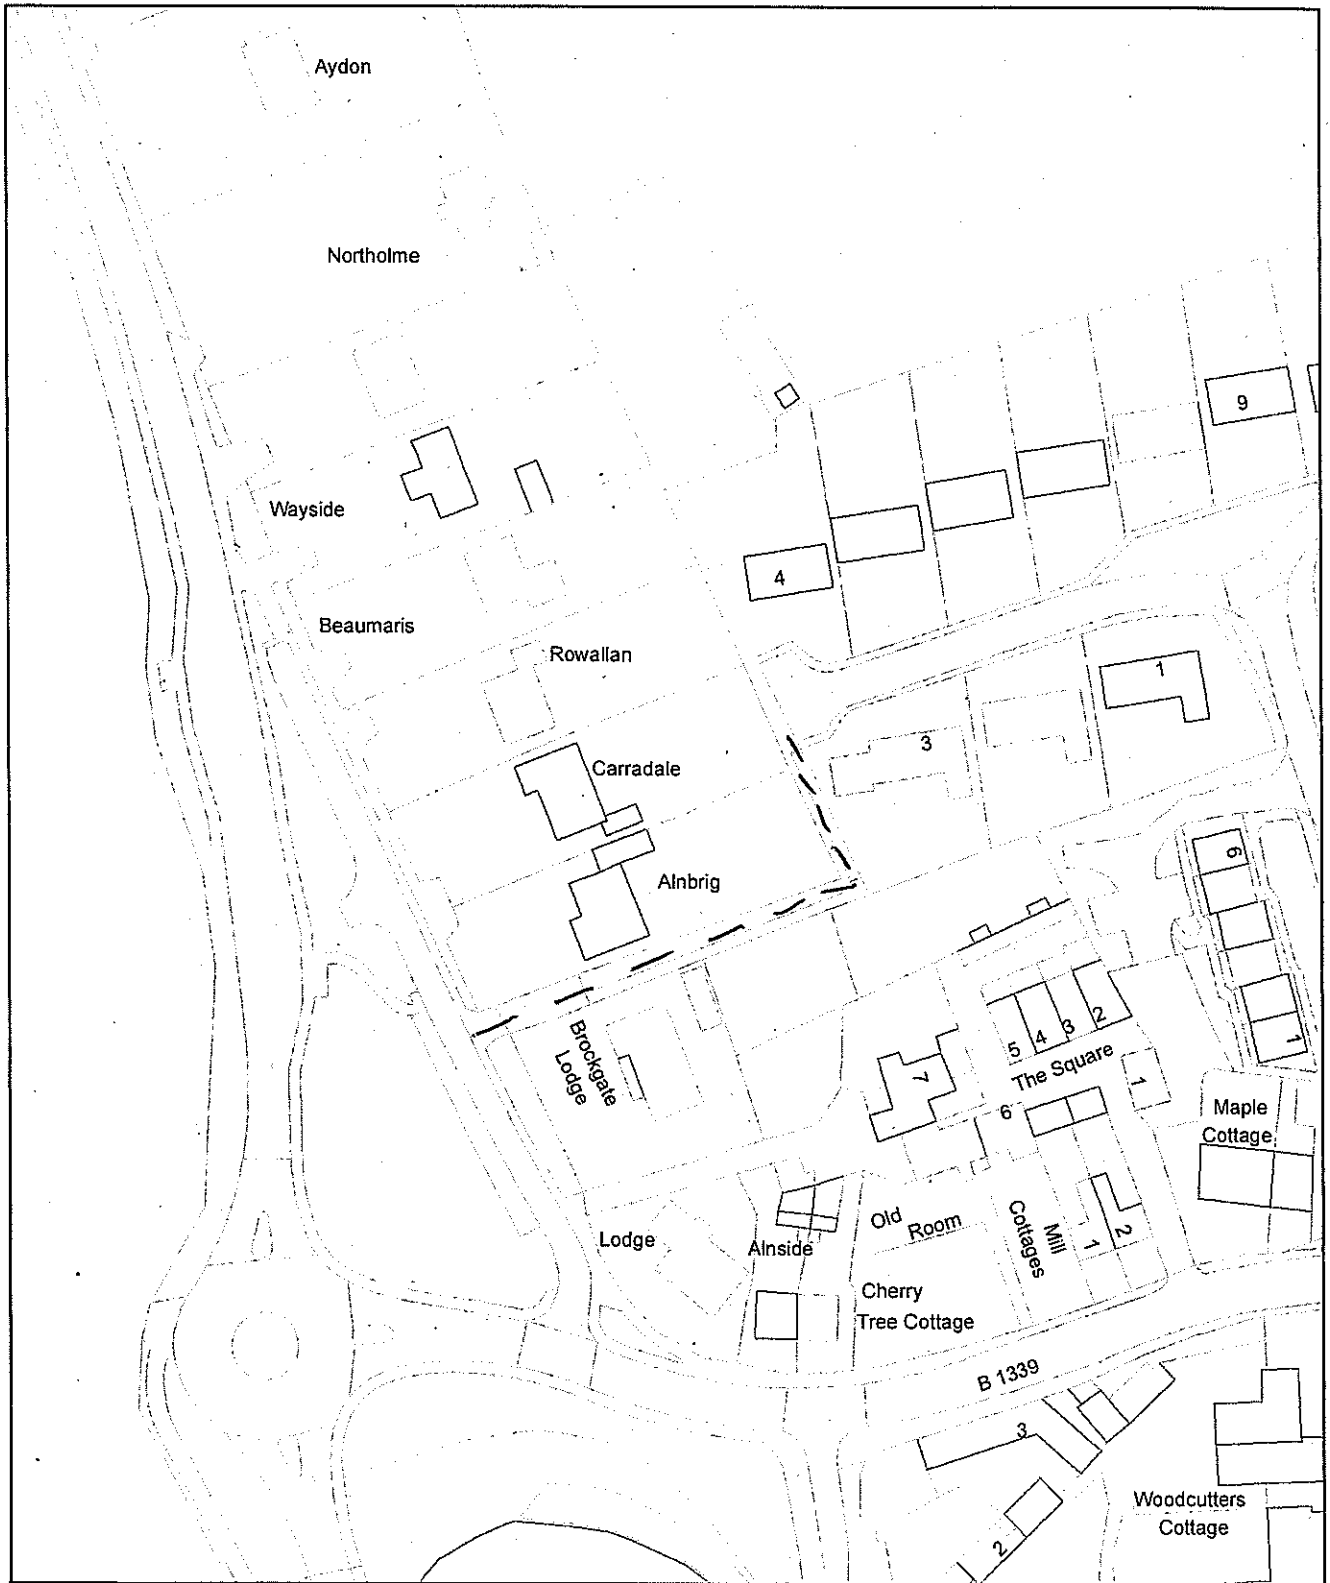 Aydon
Northolme
9
Wayside
4
Beaumaris
Rowallan
1
3
Carradale
6
Alnbrig
Brockgate
Lodge
5
4
3
2
The Square
7
1
1
6
Maple
Cottage
Old
Room
Mill
Cottages
1
2
Lodge
Alnside
Cherry
Tree Cottage
B 1339
3
Woodcutters
Cottage
2